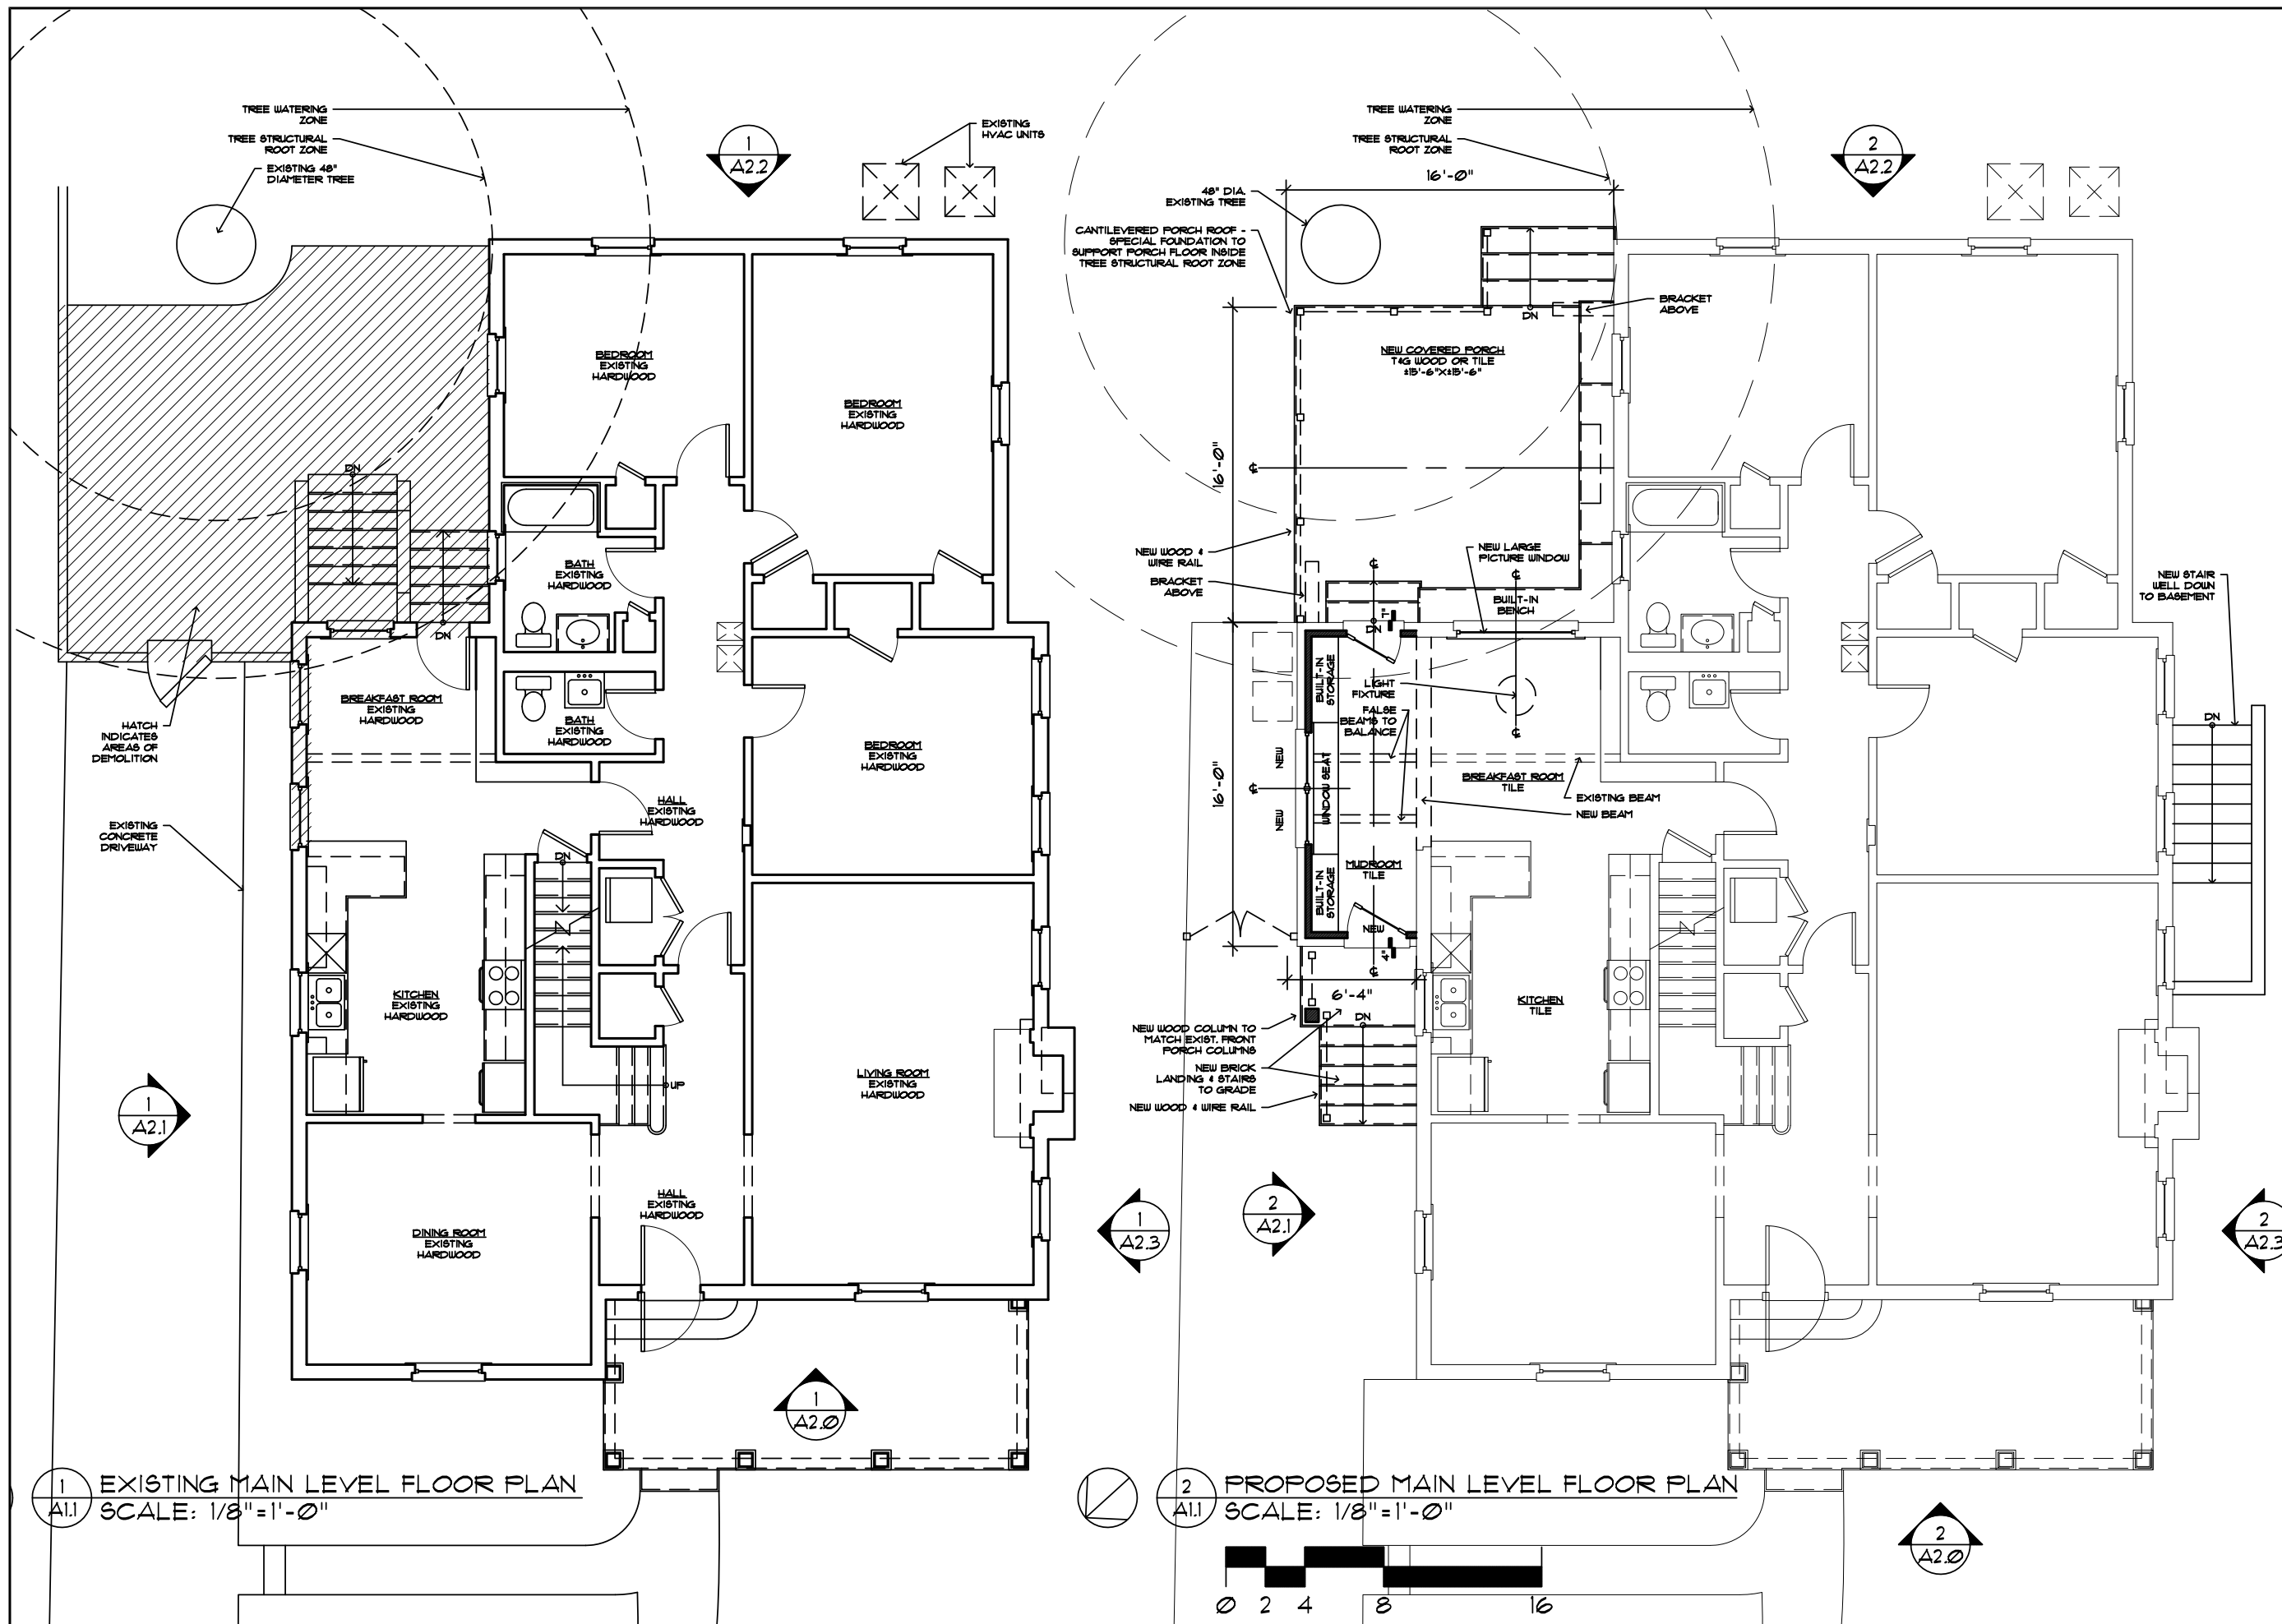 TREE WATERING
ZONE
TREE STRUCTURAL
ROOT ZONE
EXISTING 48"
DIAMETER TREE
1
A2.2
EXISTING
HVAC UNITS
BEDROOM
EXISTING
HARDWOOD
BEDROOM
EXISTING
HARDWOOD
DN
DN
BATH
EXISTING
HARDWOOD
BREAKFAST ROOM
EXISTING
HARDWOOD
BATH
EXISTING
HARDWOOD
HATCH
INDICATES
AREAS OF
DEMOLITION
BEDROOM
EXISTING
HARDWOOD
HALL
EXISTING
HARDWOOD
EXISTING
CONCRETE
DRIVEWAY
DN
KITCHEN
EXISTING
HARDWOOD
UP
LIVING ROOM
EXISTING
HARDWOOD
1
A2.1
HALL
EXISTING
HARDWOOD
DINING ROOM
EXISTING
HARDWOOD
1
A2.3
1
A2.0
1
A1.1
EXISTING MAIN LEVEL FLOOR PLAN
SCALE: 1/8"=1'-0"
TREE WATERING
ZONE
TREE STRUCTURAL
ROOT ZONE
2
A2.2
16'-0"
48" DIA.
EXISTING TREE
CANTILEVERED PORCH ROOF -
SPECIAL FOUNDATION TO
SUPPORT PORCH FLOOR INSIDE
TREE STRUCTURAL ROOT ZONE
DN
BRACKET
ABOVE
NEW COVERED PORCH
T&G WOOD OR TILE
±15'-6"X±15'-6"
16'-0"
NEW WOOD &
WIRE RAIL
BRACKET
ABOVE
NEW LARGE
PICTURE WINDOW
BUILT-IN
BENCH
7"
DN
NEW STAIR
WELL DOWN
TO BASEMENT
BUILT-IN
STORAGE
LIGHT
FIXTURE
FALSE
BEAMS TO
BALANCE
DN
NEW
NEW
WINDOW SEAT
16'-0"
BREAKFAST ROOM
TILE
EXISTING BEAM
NEW BEAM
MUDROOM
TILE
BUILT-IN
STORAGE
NEW
4"
6'-4"
KITCHEN
TILE
DN
NEW WOOD COLUMN TO
MATCH EXIST. FRONT
PORCH COLUMNS
NEW BRICK
LANDING & STAIRS
TO GRADE
NEW WOOD & WIRE RAIL
2
A2.1
2
A2.3
2
A1.1
PROPOSED MAIN LEVEL FLOOR PLAN
SCALE: 1/8"=1'-0"
2
A2.0
0 2 4 8 16